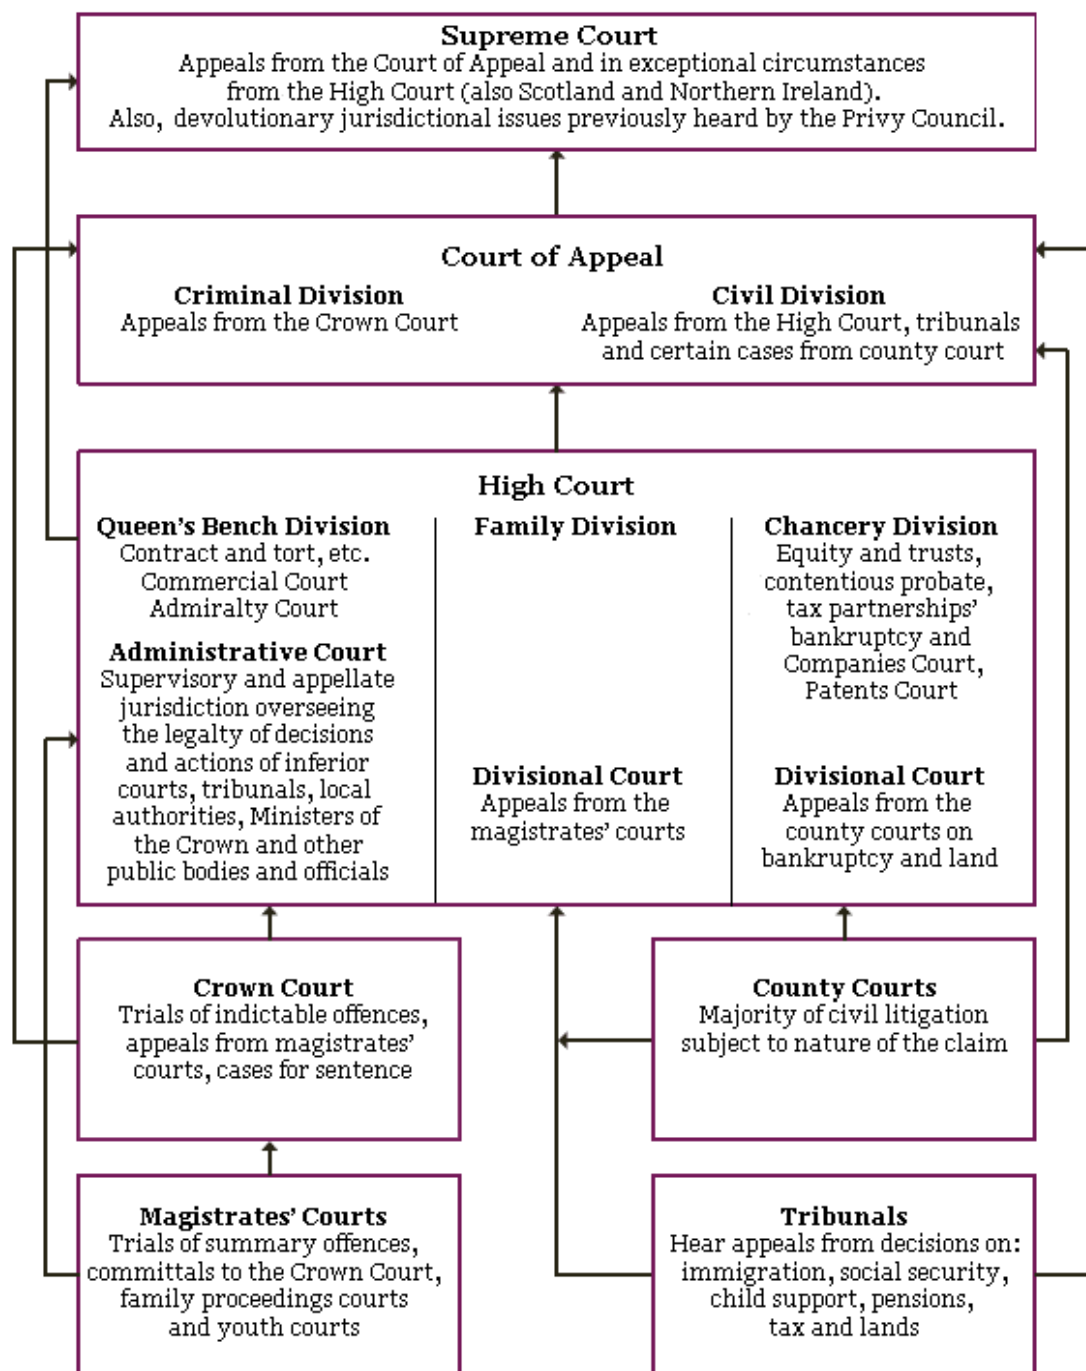 Supreme Court
Appeals from the Court of Appeal and in exceptional circumstances
from the High Court (also Scotland and Northern Ireland).
Also, devolutionary jurisdictional issues previously heard by the Privy Council.
Court of Appeal
Criminal Division
Appeals from the Crown Court
Civil Division
Appeals from the High Court, tribunals
and certain cases from county court
High Court
Queen's Bench Division
Contract and tort, etc.
Commercial Court
Admiralty Court
Administrative Court
Supervisory and appellate
jurisdiction overseeing
the legalty of decisions
and actions of inferior
courts, tribunals, local
authorities, Ministers of
the Crown and other
public bodies and officials
Family Division
Divisional Court
Appeals from the
magistrates' courts
Chancery Division
Equity and trusts,
contentious probate,
tax partnerships'
bankruptcy and
Companies Court,
Patents Court
Divisional Court
Appeals from the
county courts on
bankruptcy and land
Crown Court
Trials of indictable offences,
appeals from magistrates'
courts, cases for sentence
County Courts
Majority of civil litigation
subject to nature of the claim
Magistrates' Courts
Trials of summary offences,
committals to the Crown Court,
family proceedings courts
and youth courts
Tribunals
Hear appeals from decisions on:
immigration, social security,
child support, pensions,
tax and lands